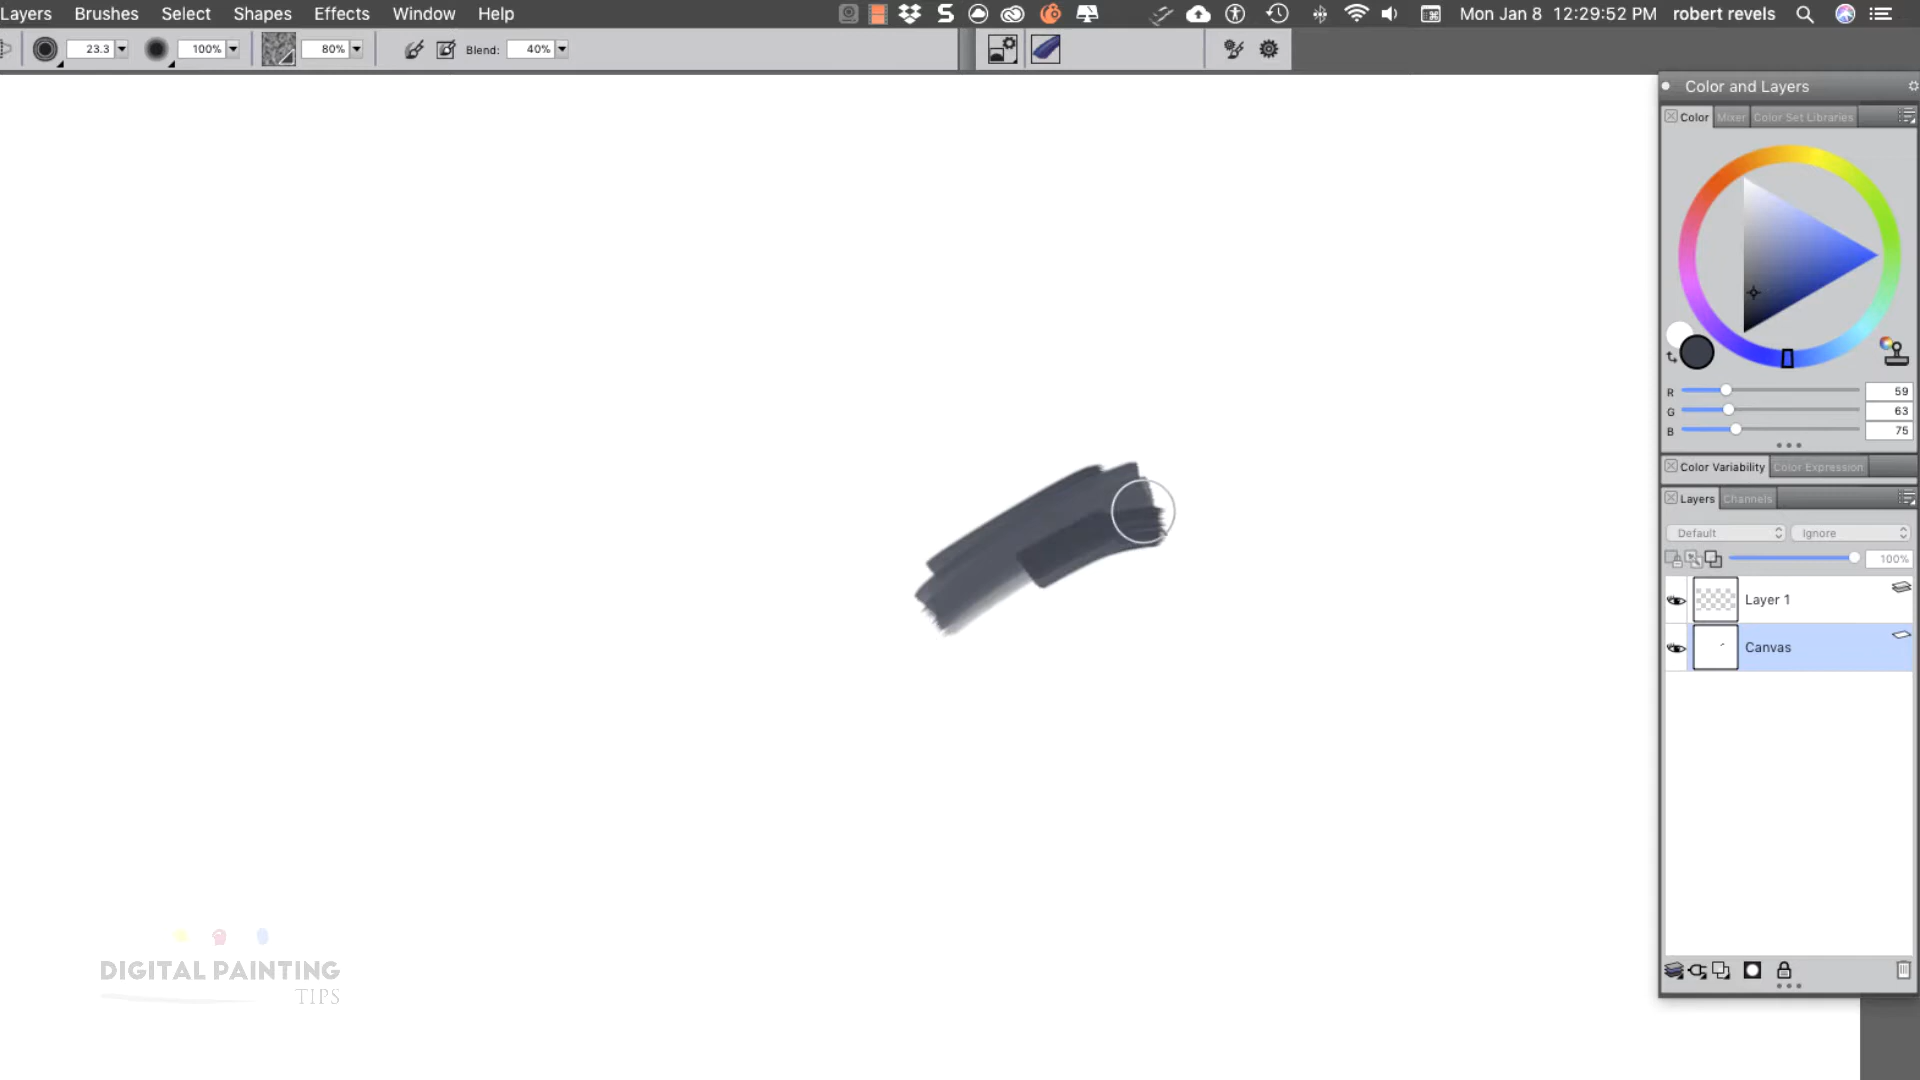 Layers Brushes Select Shapes Effects Window Help Mon Jan 8 12:29:52 PM robert revels
23.3 100% 80% Blend: 40%
Color and Layers
Color Mixer Color Set Libraries
R 59
G 63
B 75
Color Variability Color Expression
Layers Channels
Default Ignore
100%
Layer 1
Canvas
DIGITAL PAINTING
TIPS